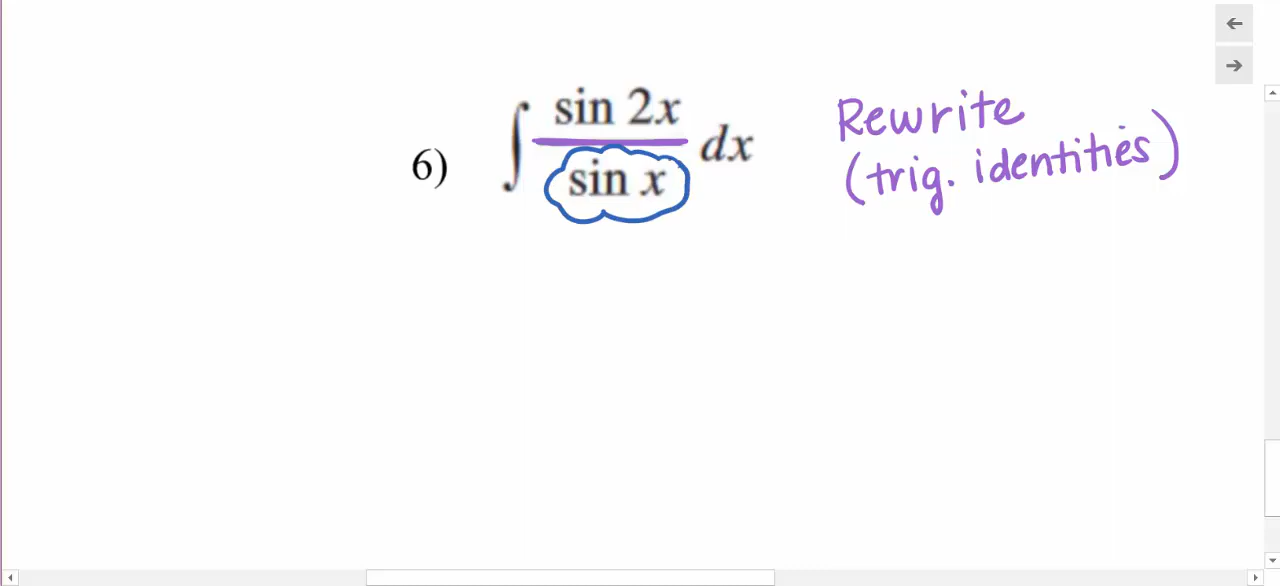 6) ∫ sin 2x / sin x dx
Rewrite
(trig. identities)